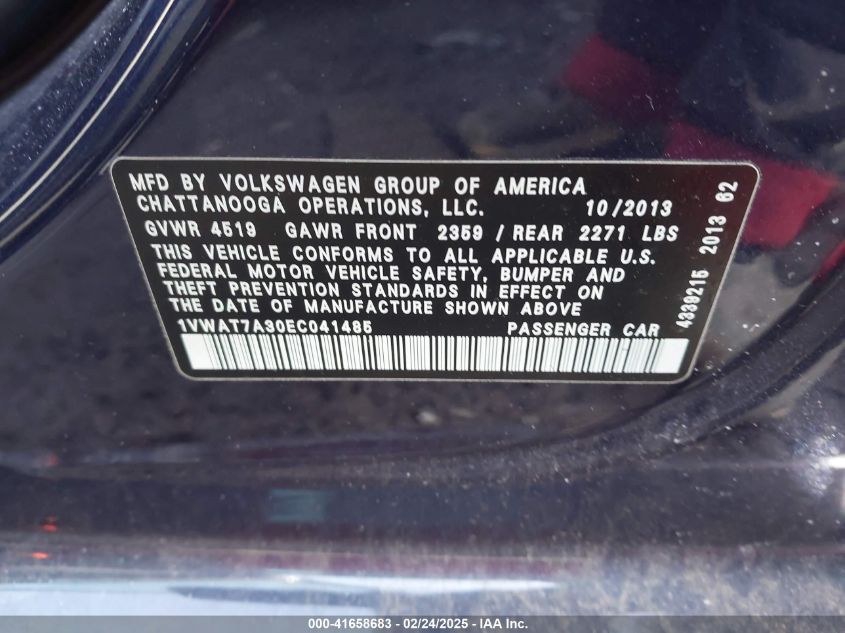 MFD BY VOLKSWAGEN GROUP OF AMERICA
CHATTANOOGA OPERATIONS, LLC. 10/2013
GVWR 4519 GAWR FRONT 2359 / REAR 2271 LBS
THIS VEHICLE CONFORMS TO ALL APPLICABLE U.S.
FEDERAL MOTOR VEHICLE SAFETY, BUMPER AND
THEFT PREVENTION STANDARDS IN EFFECT ON
THE DATE OF MANUFACTURE SHOWN ABOVE
1VWAT7A30EC041485 PASSENGER CAR
4339215 2013 62
000-41658683 - 02/24/2025 - IAAI Inc.